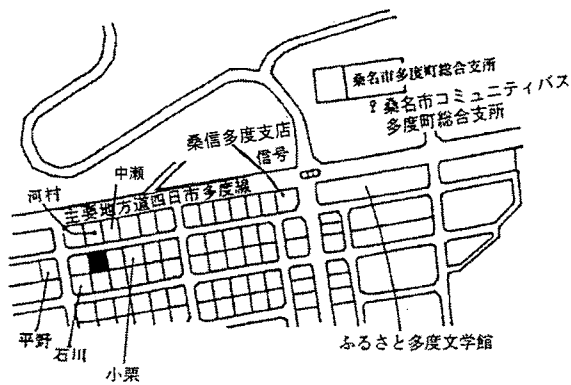 桑名市多度町総合支所
桑名市コミュニティバス
多度町総合支所
桑信多度支店
信号
中瀬
河村
主要地方道四日市多度線
平野
石川
小栗
ふるさと多度文学館